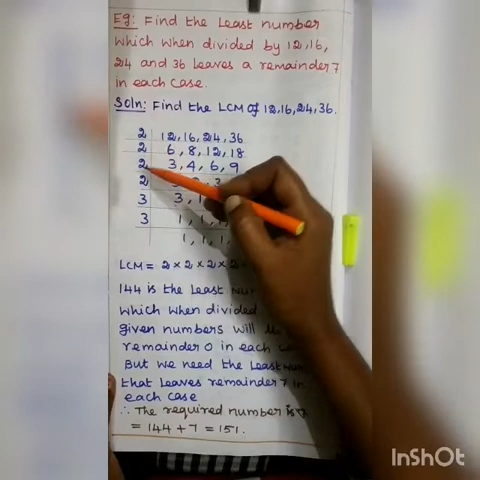 Eg: Find the Least number
which when divided by 12,16,
24 and 36 leaves a remainder 7
in each case.
Soln: Find the LCM of 12,16,24,36.
2 | 12, 16, 24, 36
2 | 6, 8, 12, 18
2 | 3, 4, 6, 9
2 | 3
3 | 3, 1
3 | 1, 1, 1
1, 1, 1,
LCM = 2 × 2 × 2 × 2
144 is the Least
which when divided
given numbers will
remainder 0 in each
But we need the Least
that leaves remainder 7 in
each case
∴ The required number is
= 144 + 7 = 151.
InShOt